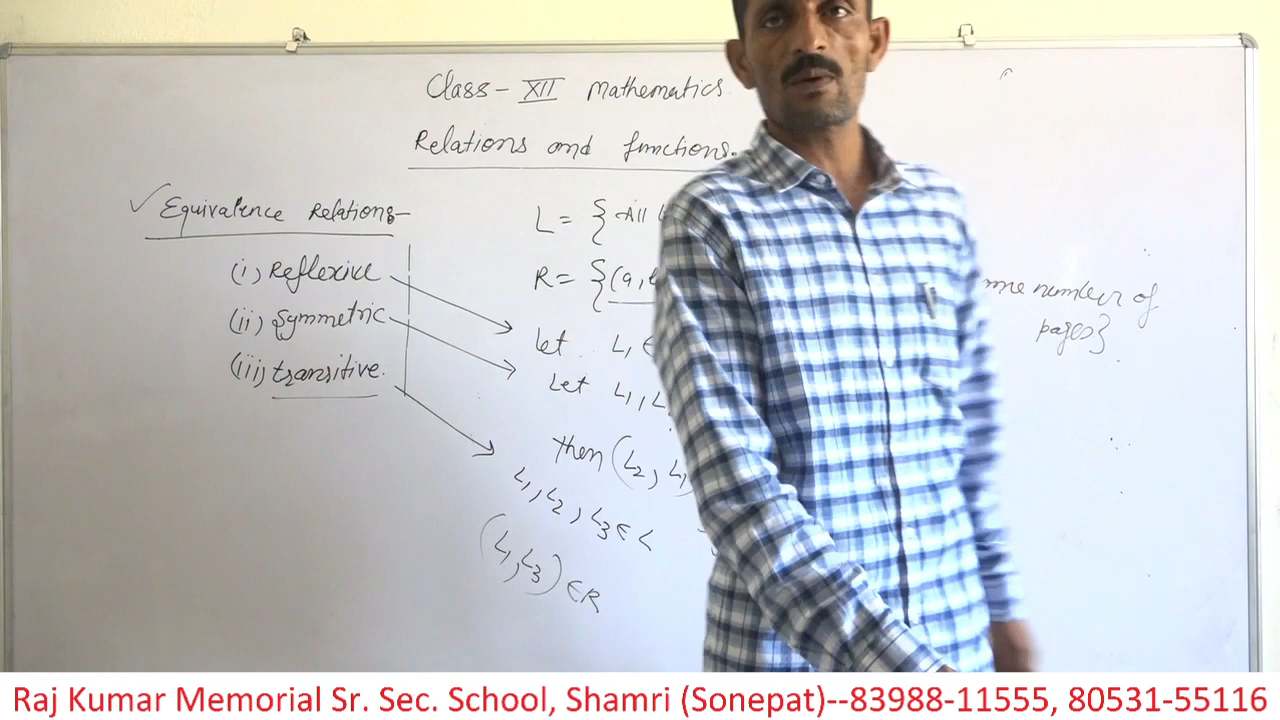 Class - XII Mathematics
Relations and functions.
✓ Equivalence Relations-
(i) Reflexive
(ii) Symmetric
(iii) transitive.
L = { All
R = {(a,
me number of
pages}
let L₁ ∈
Let L₁, L
then (L₂, L₁)
L₁, L₂, L₃ ∈ L
(L₁, L₃) ∈ R
Raj Kumar Memorial Sr. Sec. School, Shamri (Sonepat)--83988-11555, 80531-55116